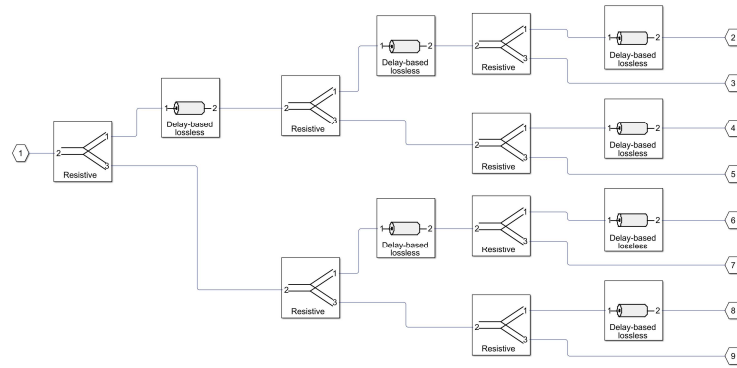 1
2
1
3
Resistive
1
2
Delay-based
lossless
2
1
3
Resistive
1
2
Delay-based
lossless
2
1
3
Resistive
1
2
Delay-based
lossless
2
3
2
1
3
Resistive
1
2
Delay-based
lossless
4
5
2
1
3
Resistive
1
2
Delay-based
lossless
2
1
3
Resistive
1
2
Delay-based
lossless
6
7
2
1
3
Resistive
1
2
Delay-based
lossless
8
9